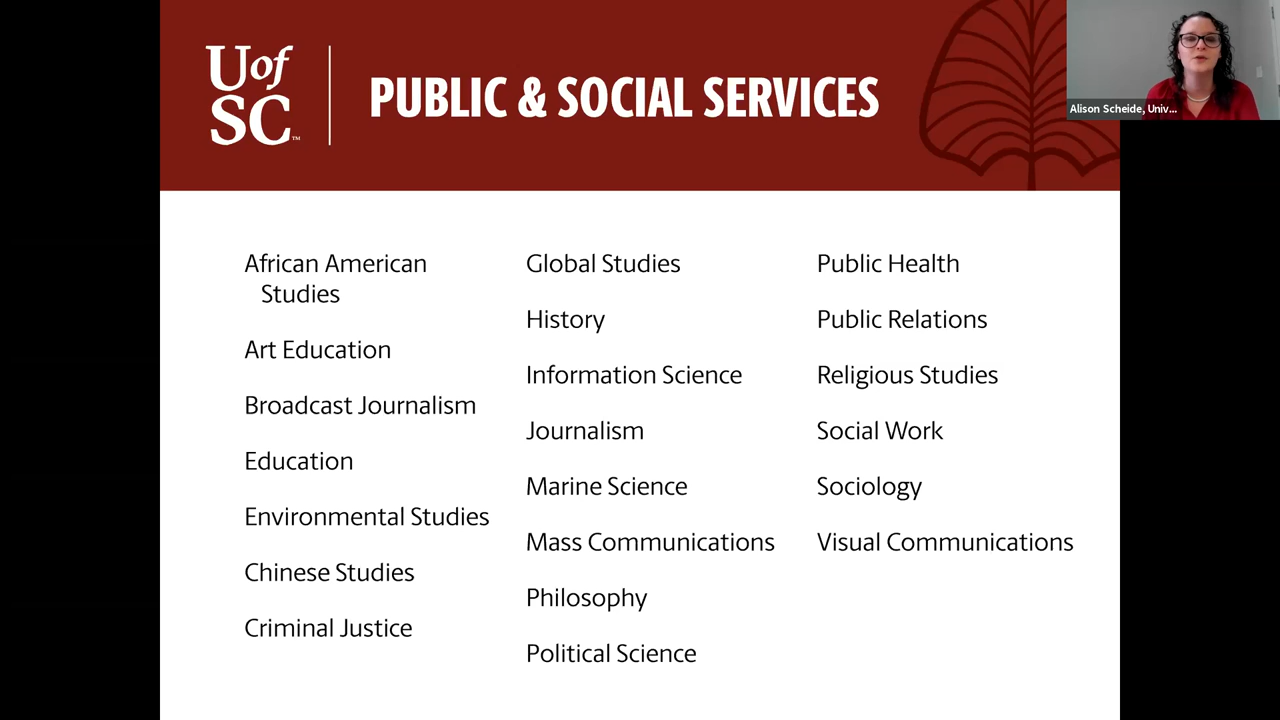 UofSC™
PUBLIC & SOCIAL SERVICES
Alison Scheide, Univ...
African American
Studies
Art Education
Broadcast Journalism
Education
Environmental Studies
Chinese Studies
Criminal Justice
Global Studies
History
Information Science
Journalism
Marine Science
Mass Communications
Philosophy
Political Science
Public Health
Public Relations
Religious Studies
Social Work
Sociology
Visual Communications